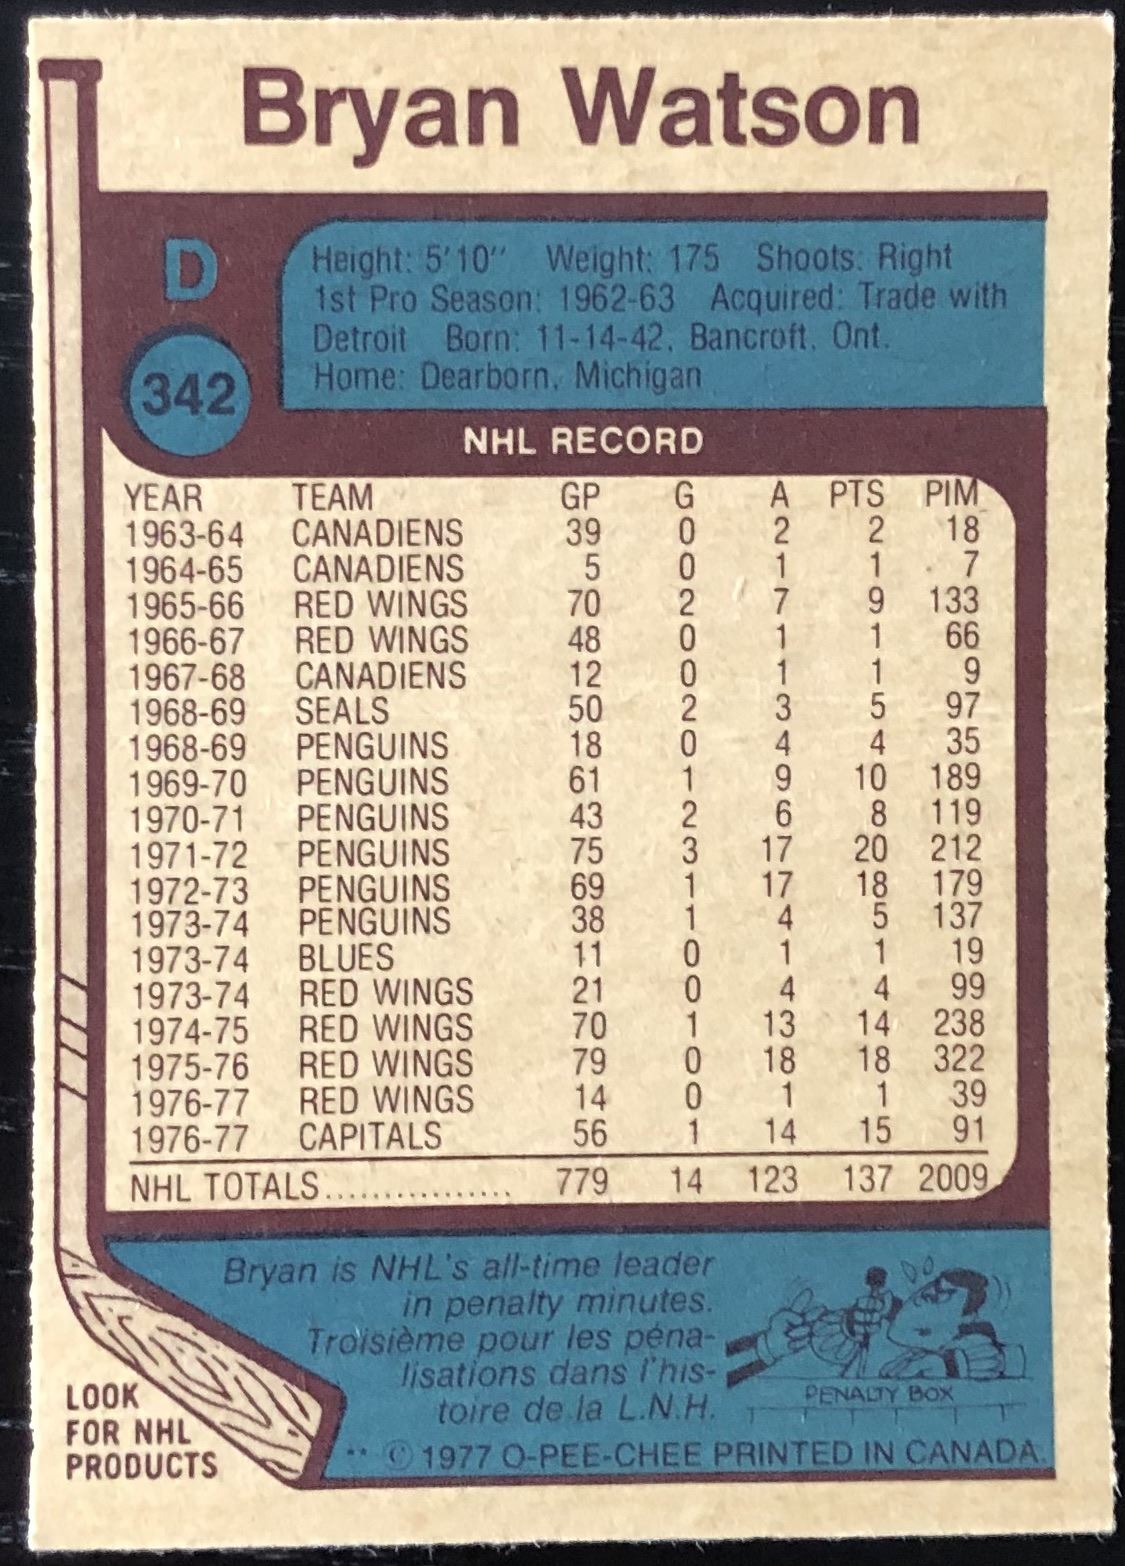 Bryan Watson
D
342
Height: 5'10" Weight: 175 Shoots: Right
1st Pro Season: 1962-63 Acquired: Trade with
Detroit Born: 11-14-42, Bancroft, Ont.
Home: Dearborn, Michigan
NHL RECORD
YEAR TEAM GP G A PTS PIM
1963-64 CANADIENS 39 0 2 2 18
1964-65 CANADIENS 5 0 1 1 7
1965-66 RED WINGS 70 2 7 9 133
1966-67 RED WINGS 48 0 1 1 66
1967-68 CANADIENS 12 0 1 1 9
1968-69 SEALS 50 2 3 5 97
1968-69 PENGUINS 18 0 4 4 35
1969-70 PENGUINS 61 1 9 10 189
1970-71 PENGUINS 43 2 6 8 119
1971-72 PENGUINS 75 3 17 20 212
1972-73 PENGUINS 69 1 17 18 179
1973-74 PENGUINS 38 1 4 5 137
1973-74 BLUES 11 0 1 1 19
1973-74 RED WINGS 21 0 4 4 99
1974-75 RED WINGS 70 1 13 14 238
1975-76 RED WINGS 79 0 18 18 322
1976-77 RED WINGS 14 0 1 1 39
1976-77 CAPITALS 56 1 14 15 91
NHL TOTALS................ 779 14 123 137 2009
Bryan is NHL's all-time leader
in penalty minutes.
Troisième pour les péna-
lisations dans l'his-
toire de la L.N.H.
PENALTY BOX
LOOK
FOR NHL
PRODUCTS
** © 1977 O-PEE-CHEE PRINTED IN CANADA.